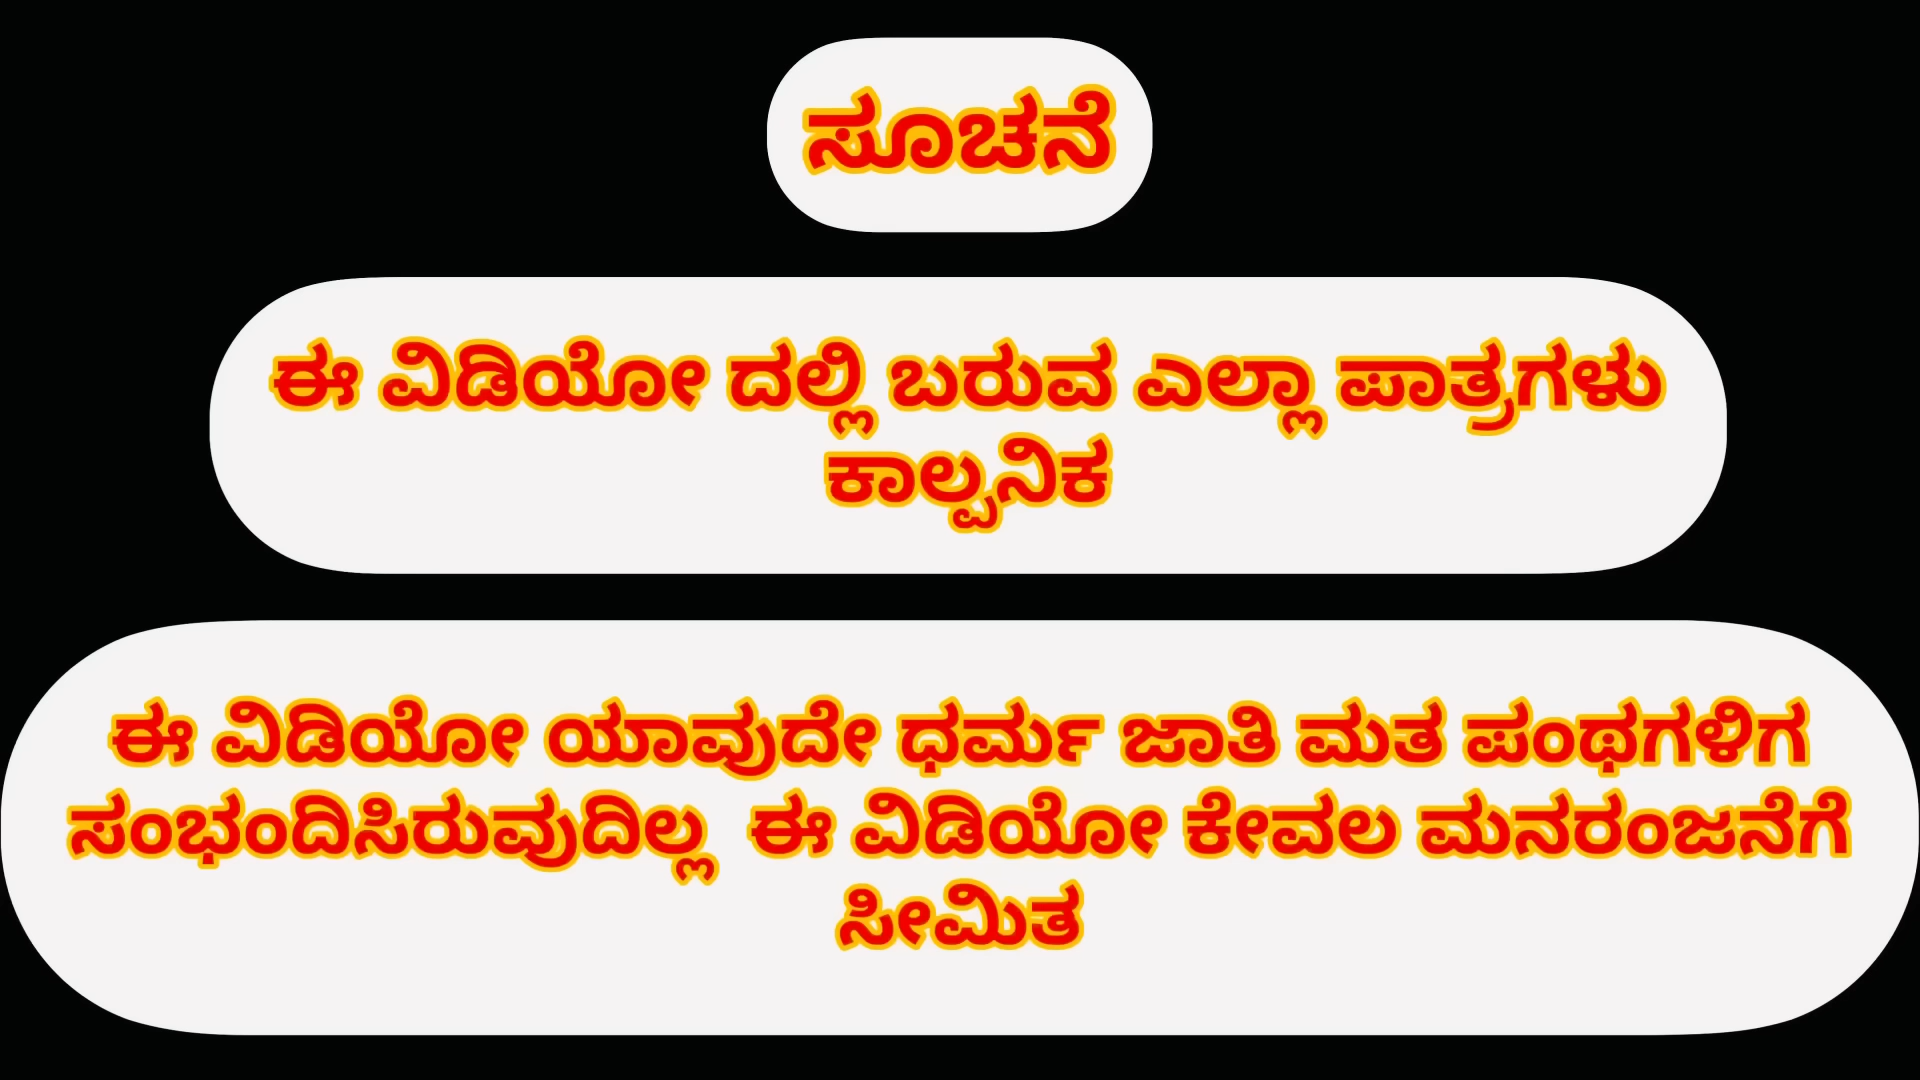 ಸೂಚನೆ
ಈ ವಿಡಿಯೋ ದಲ್ಲಿ ಬರುವ ಎಲ್ಲಾ ಪಾತ್ರಗಳು
ಕಾಲ್ಪನಿಕ
ಈ ವಿಡಿಯೋ ಯಾವುದೇ ಧರ್ಮ ಜಾತಿ ಮತ ಪಂಥಗಳಿಗ
ಸಂಭಂದಿಸಿರುವುದಿಲ್ಲ ಈ ವಿಡಿಯೋ ಕೇವಲ ಮನರಂಜನೆಗೆ
ಸೀಮಿತ